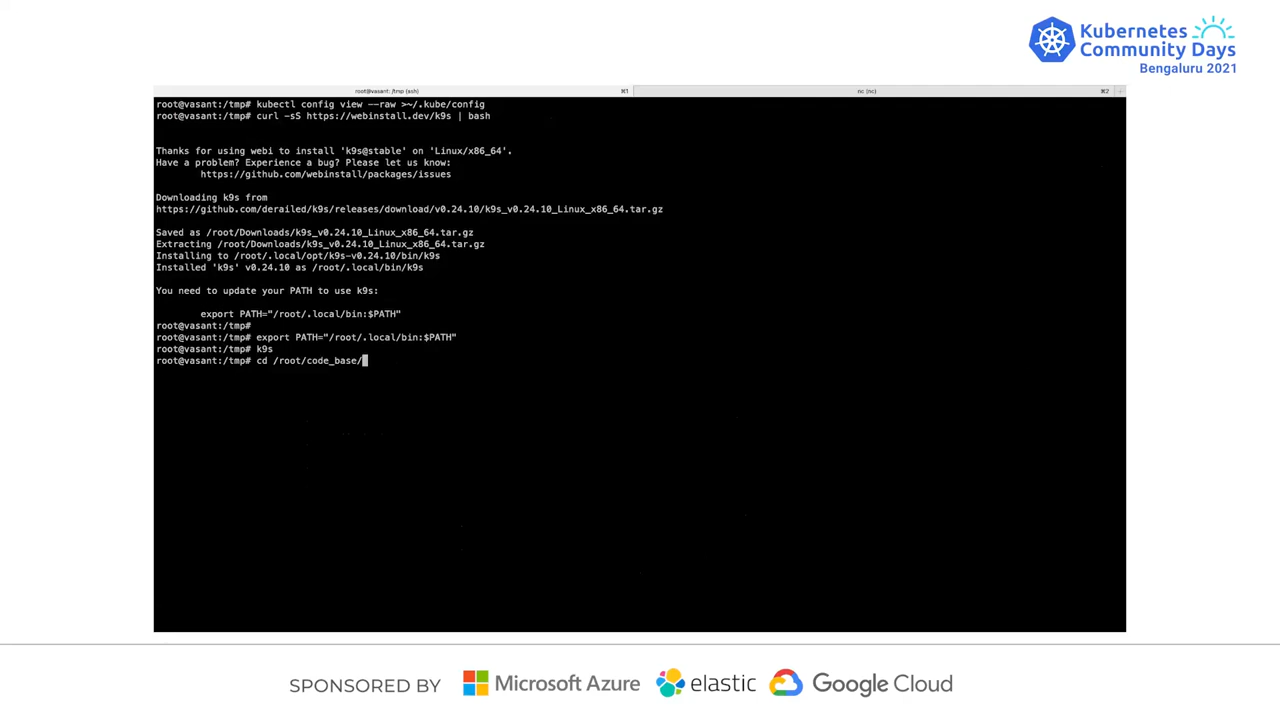 Kubernetes
Community Days
Bengaluru 2021
root@vasant: /tmp (ssh)
⌘1
nc (nc)
⌘2
root@vasant:/tmp# kubectl config view --raw >~/.kube/config
root@vasant:/tmp# curl -sS https://webinstall.dev/k9s | bash
Thanks for using webi to install 'k9s@stable' on 'Linux/x86_64'.
Have a problem? Experience a bug? Please let us know:
https://github.com/webinstall/packages/issues
Downloading k9s from
https://github.com/derailed/k9s/releases/download/v0.24.10/k9s_v0.24.10_Linux_x86_64.tar.gz
Saved as /root/Downloads/k9s_v0.24.10_Linux_x86_64.tar.gz
Extracting /root/Downloads/k9s_v0.24.10_Linux_x86_64.tar.gz
Installing to /root/.local/opt/k9s-v0.24.10/bin/k9s
Installed 'k9s' v0.24.10 as /root/.local/bin/k9s
You need to update your PATH to use k9s:
export PATH="/root/.local/bin:$PATH"
root@vasant:/tmp#
root@vasant:/tmp# export PATH="/root/.local/bin:$PATH"
root@vasant:/tmp# k9s
root@vasant:/tmp# cd /root/code_base/
SPONSORED BY Microsoft Azure elastic Google Cloud